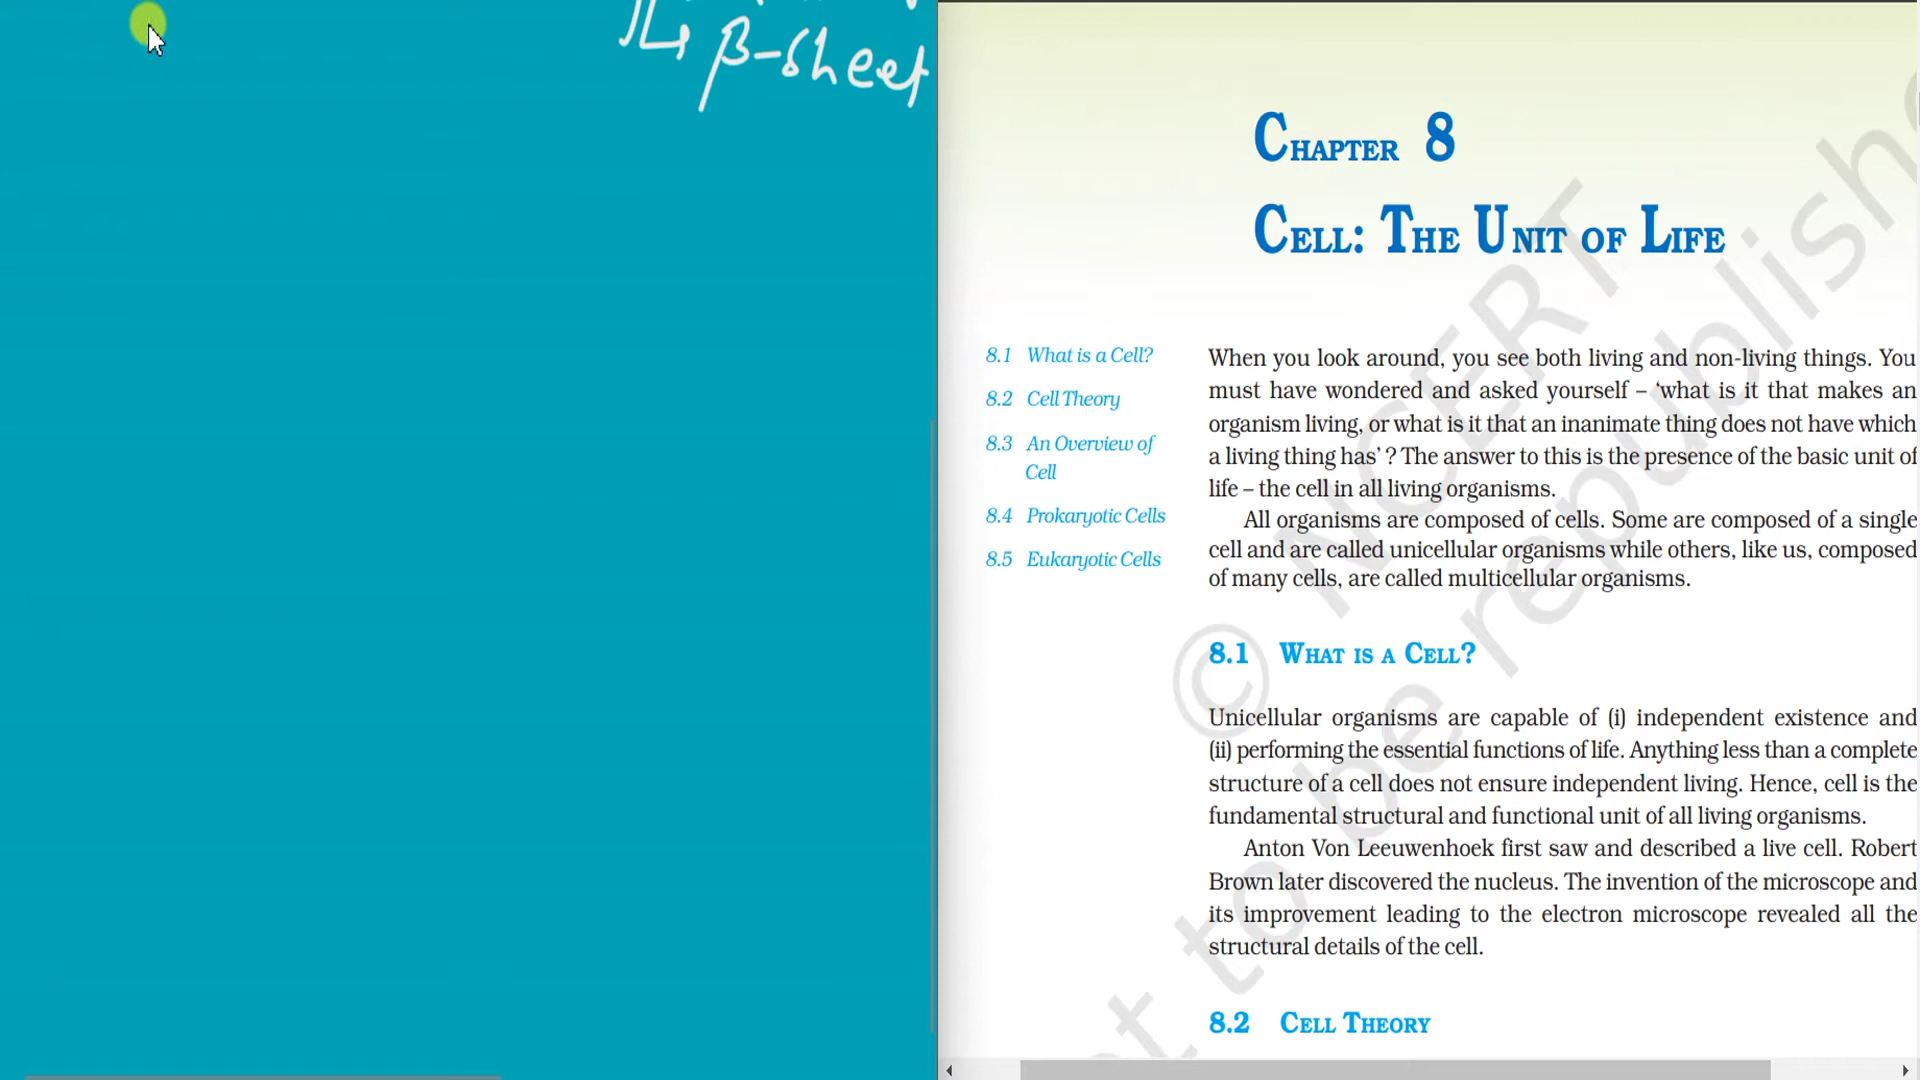 β-sheet
CHAPTER 8
CELL: THE UNIT OF LIFE
8.1 What is a Cell?
8.2 Cell Theory
8.3 An Overview of
Cell
8.4 Prokaryotic Cells
8.5 Eukaryotic Cells
When you look around, you see both living and non-living things. You
must have wondered and asked yourself – ‘what is it that makes an
organism living, or what is it that an inanimate thing does not have which
a living thing has’ ? The answer to this is the presence of the basic unit of
life – the cell in all living organisms.
All organisms are composed of cells. Some are composed of a single
cell and are called unicellular organisms while others, like us, composed
of many cells, are called multicellular organisms.
8.1 WHAT IS A CELL?
Unicellular organisms are capable of (i) independent existence and
(ii) performing the essential functions of life. Anything less than a complete
structure of a cell does not ensure independent living. Hence, cell is the
fundamental structural and functional unit of all living organisms.
Anton Von Leeuwenhoek first saw and described a live cell. Robert
Brown later discovered the nucleus. The invention of the microscope and
its improvement leading to the electron microscope revealed all the
structural details of the cell.
8.2 CELL THEORY
© NCERT
not to be republished